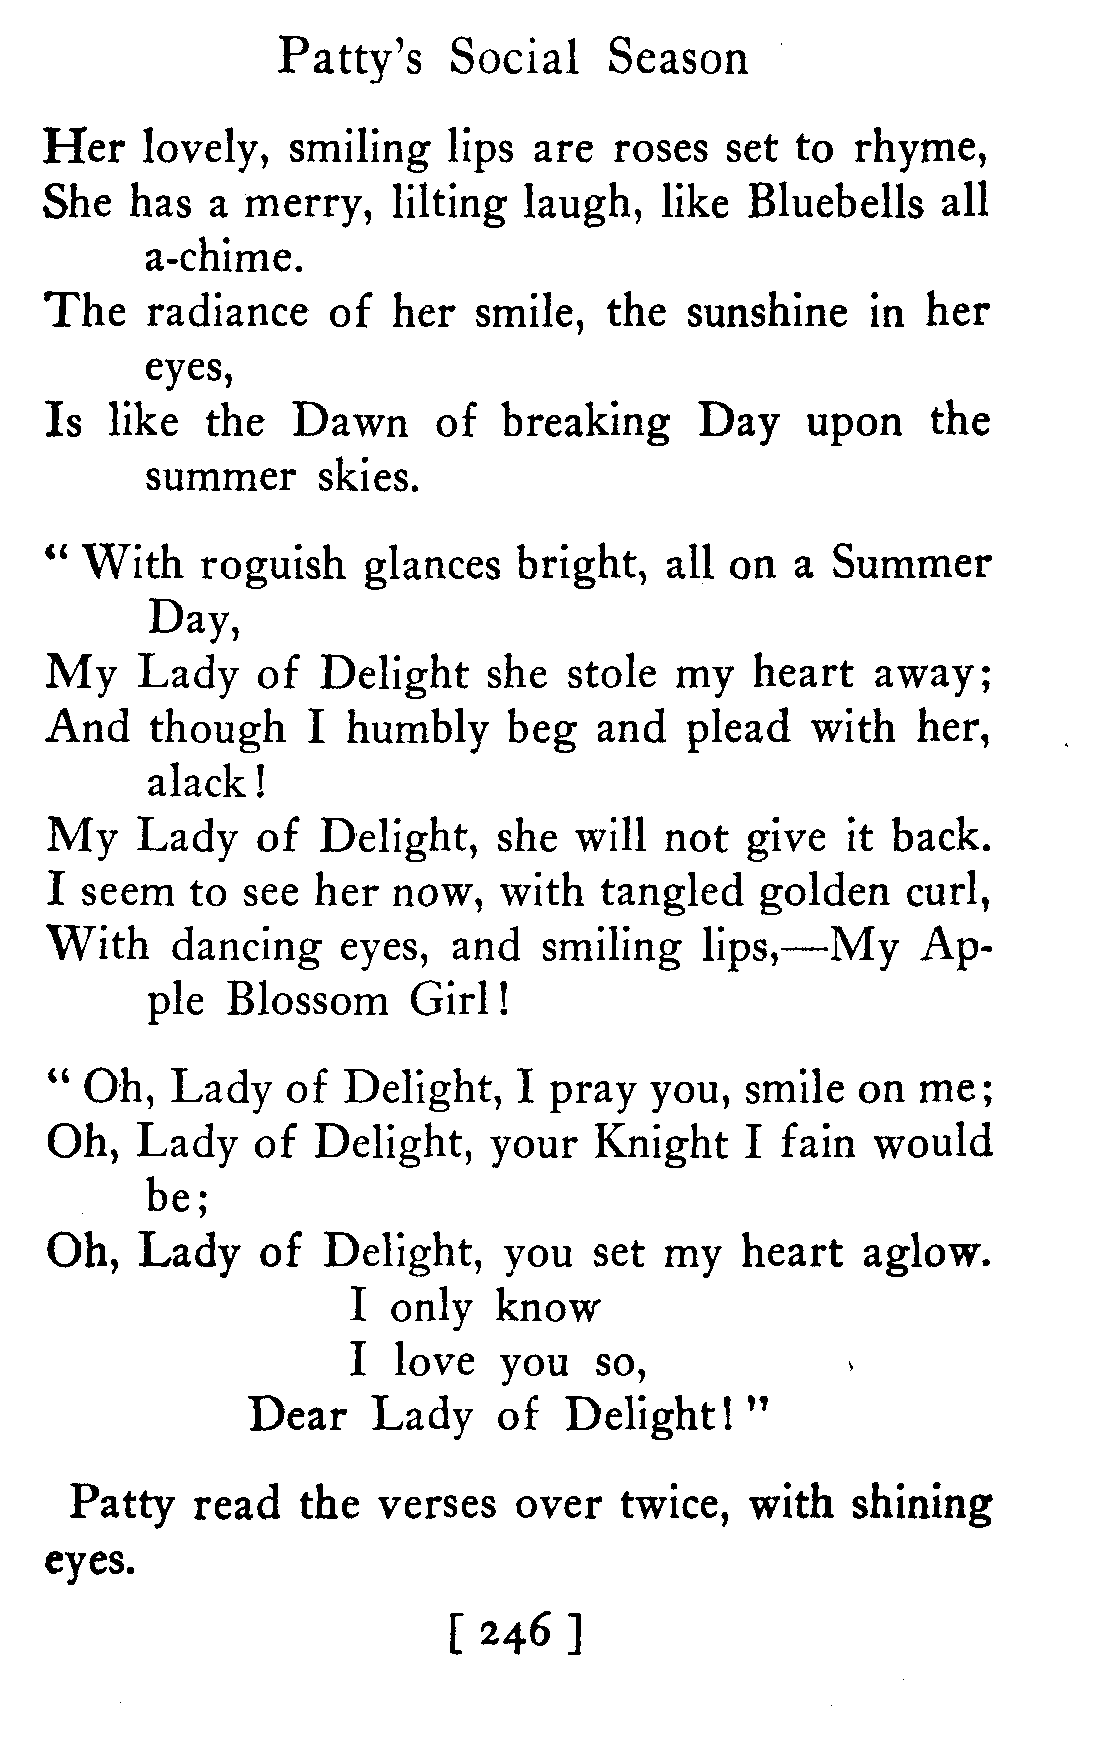 Patty's Social Season
Her lovely, smiling lips are roses set to rhyme,
She has a merry, lilting laugh, like Bluebells all
a-chime.
The radiance of her smile, the sunshine in her
eyes,
Is like the Dawn of breaking Day upon the
summer skies.
" With roguish glances bright, all on a Summer
Day,
My Lady of Delight she stole my heart away;
And though I humbly beg and plead with her,
alack!
My Lady of Delight, she will not give it back.
I seem to see her now, with tangled golden curl,
With dancing eyes, and smiling lips,—My Ap-
ple Blossom Girl!
" Oh, Lady of Delight, I pray you, smile on me;
Oh, Lady of Delight, your Knight I fain would
be;
Oh, Lady of Delight, you set my heart aglow.
I only know
I love you so,
Dear Lady of Delight! "
Patty read the verses over twice, with shining
eyes.
[ 246 ]